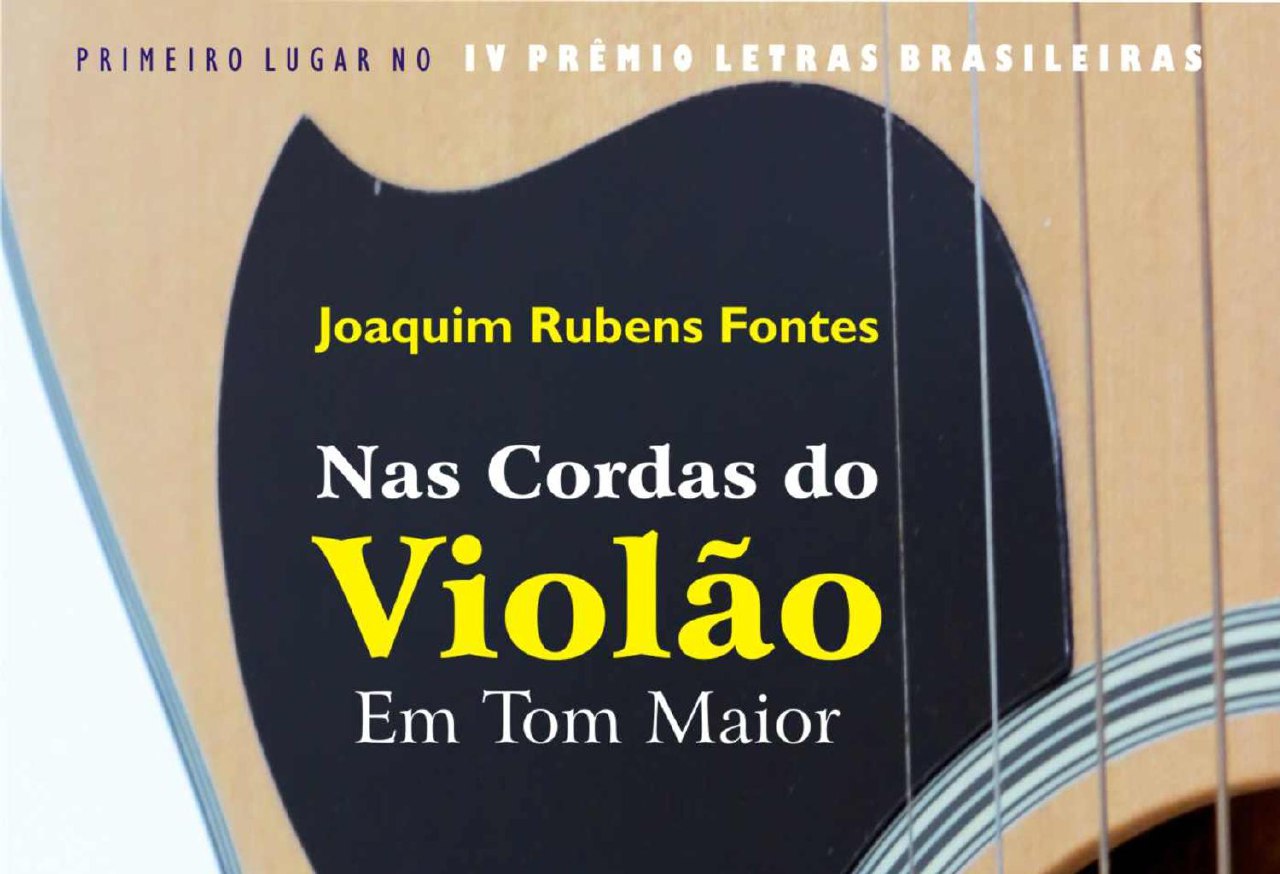 PRIMEIRO LUGAR NO IV PRÊMIO LETRAS BRASILEIRAS
Joaquim Rubens Fontes
Nas Cordas do
Violão
Em Tom Maior